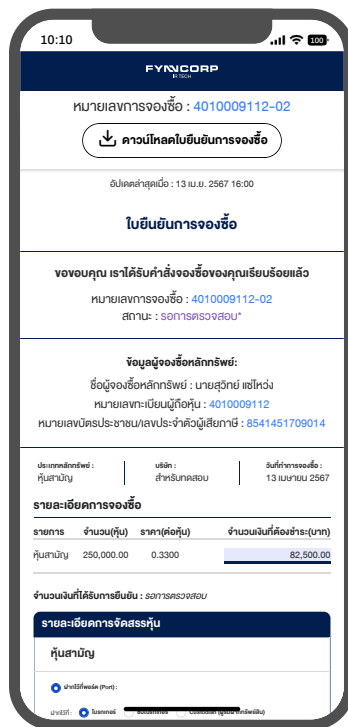 10:10
100
FYNNCORP
IR TECH
หมายเลขการจองซื้อ : 4010009112-02
ดาวน์โหลดใบยืนยันการจองซื้อ
อัปเดตล่าสุดเมื่อ : 13 เม.ย. 2567 16:00
ใบยืนยันการจองซื้อ
ขอขอบคุณ เราได้รับคำสั่งจองซื้อของคุณเรียบร้อยแล้ว
หมายเลขการจองซื้อ : 4010009112-02
สถานะ : รอการตรวจสอบ*
ข้อมูลผู้จองซื้อหลักทรัพย์:
ชื่อผู้จองซื้อหลักทรัพย์ : นายสุวิทย์ แซ่โหว่ง
หมายเลขทะเบียนผู้ถือหุ้น : 4010009112
หมายเลขบัตรประชาชน/เลขประจำตัวผู้เสียภาษี : 8541451709014
ประเภทหลักทรัพย์ : บริษัท : วันที่ทำการจองซื้อ :
หุ้นสามัญ สำหรับทดสอบ 13 เมษายน 2567
รายละเอียดการจองซื้อ
รายการ จำนวน(หุ้น) ราคา(ต่อหุ้น) จำนวนเงินที่ต้องชำระ(บาท)
หุ้นสามัญ 250,000.00 0.3300 82,500.00
จำนวนเงินที่ได้รับการยืนยัน : รอการตรวจสอบ
รายละเอียดการจัดสรรหุ้น
หุ้นสามัญ
ฝากไว้ที่พอร์ต (Port) :
ฝากไว้ที่ : โบรกเกอร์